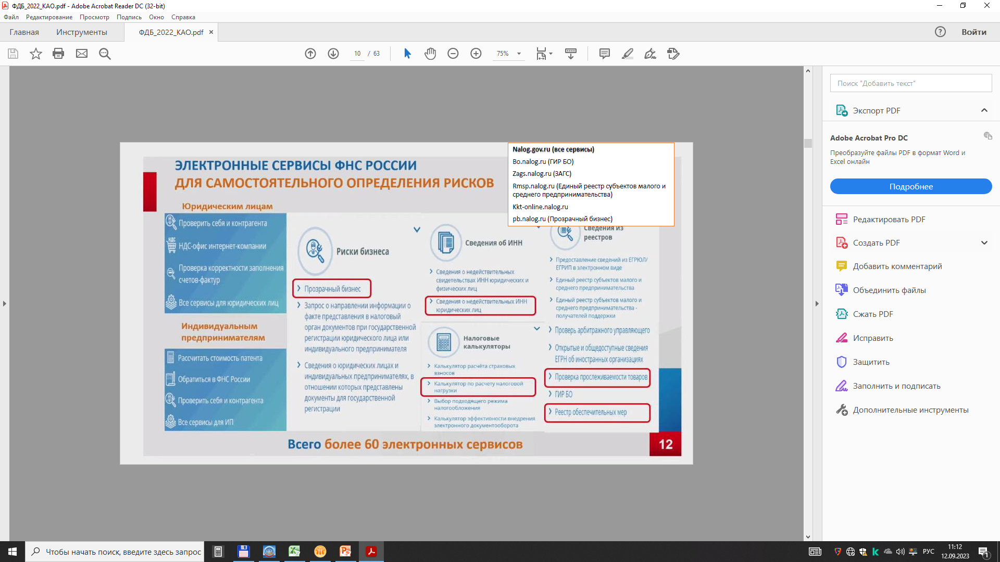 ФДБ_2022_КАО.pdf - Adobe Acrobat Reader DC (32-bit)
Файл Редактирование Просмотр Подпись Окно Справка
Главная Инструменты ФДБ_2022_КАО.pdf ×
Войти
10 / 63
75%
Nalog.gov.ru (все сервисы)
Bo.nalog.ru (ГИР БО)
Zags.nalog.ru (ЗАГС)
Rmsp.nalog.ru (Единый реестр субъектов малого и
среднего предпринимательства)
Kkt-online.nalog.ru
pb.nalog.ru (Прозрачный бизнес)
ЭЛЕКТРОННЫЕ СЕРВИСЫ ФНС РОССИИ
ДЛЯ САМОСТОЯТЕЛЬНОГО ОПРЕДЕЛЕНИЯ РИСКОВ
Юридическим лицам
Проверить себя и контрагента
НДС
НДС-офис интернет-компании
Проверка корректности заполнения
счетов-фактур
Все сервисы для юридических лиц
Индивидуальным
предпринимателям
Рассчитать стоимость патента
Обратиться в ФНС России
Проверить себя и контрагента
Все сервисы для ИП
Риски бизнеса
Прозрачный бизнес
Запрос о направлении информации о
факте представления в налоговый
орган документов при государственной
регистрации юридического лица или
индивидуального предпринимателя
Сведения о юридических лицах и
индивидуальных предпринимателях, в
отношении которых представлены
документы для государственной
регистрации
Сведения об ИНН
Сведения о недействительных
свидетельствах ИНН юридических и
физических лиц
Сведения о недействительных ИНН
юридических лиц
Налоговые
калькуляторы
Калькулятор расчёта страховых
взносов
Калькулятор по расчету налоговой
нагрузки
Выбор подходящего режима
налогообложения
Калькулятор эффективности внедрения
электронного документооборота
Сведения из
реестров
Предоставление сведений из ЕГРЮЛ/
ЕГРИП в электронном виде
Единый реестр субъектов малого и
среднего предпринимательства
Единый реестр субъектов малого и
среднего предпринимательства -
получателей поддержки
Проверь арбитражного управляющего
Открытые и общедоступные сведения
ЕГРН об иностранных организациях
Проверка прослеживаемости товаров
ГИР БО
Реестр обеспечительных мер
Всего более 60 электронных сервисов
12
Поиск "Добавить текст"
Экспорт PDF
Adobe Acrobat Pro DC
Преобразуйте файлы PDF в формат Word и
Excel онлайн
Подробнее
Редактировать PDF
Создать PDF
Добавить комментарий
Объединить файлы
Сжать PDF
Исправить
Защитить
Заполнить и подписать
Дополнительные инструменты
Чтобы начать поиск, введите здесь запрос
РУС
11:12
12.09.2023
1